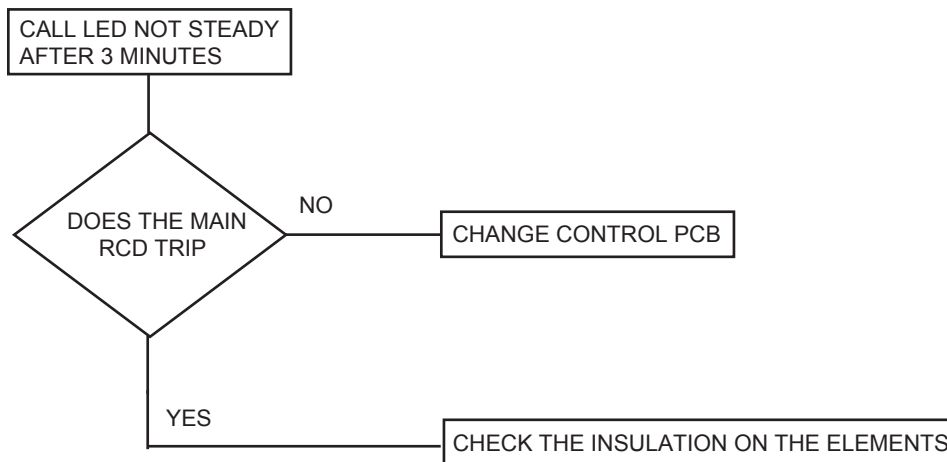 CALL LED NOT STEADY
AFTER 3 MINUTES
DOES THE MAIN
RCD TRIP
NO
CHANGE CONTROL PCB
YES
CHECK THE INSULATION ON THE ELEMENTS